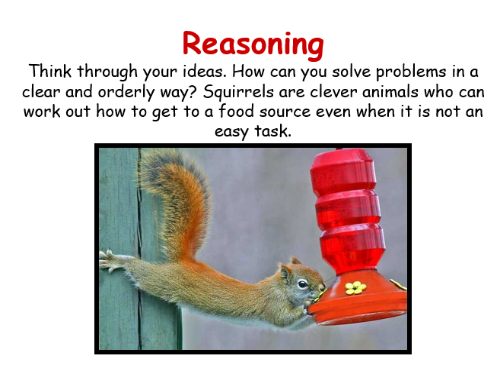 Reasoning
Think through your ideas. How can you solve problems in a
clear and orderly way? Squirrels are clever animals who can
work out how to get to a food source even when it is not an
easy task.